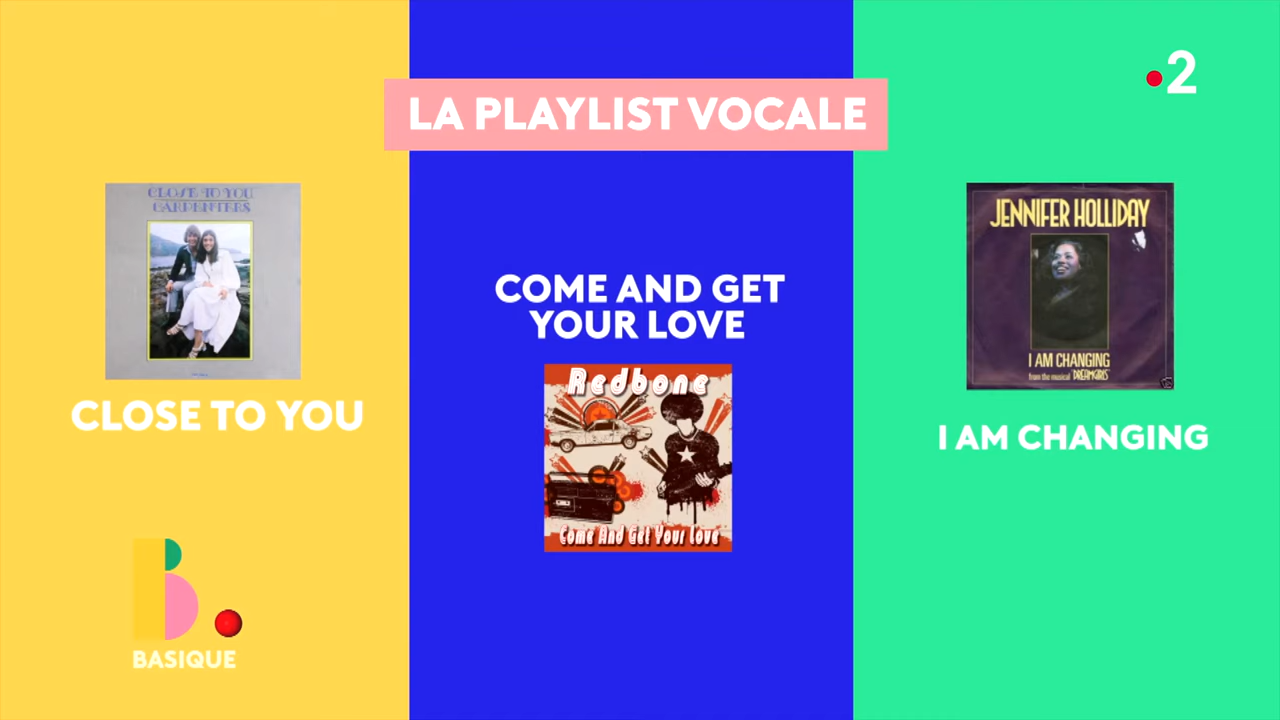 LA PLAYLIST VOCALE
2
CLOSE TO YOU
CARPENTERS
CLOSE TO YOU
COME AND GET
YOUR LOVE
Redbone
Come And Get Your Love
JENNIFER HOLLIDAY
I AM CHANGING
from the musical "DREAMGIRLS"
I AM CHANGING
B.
BASIQUE